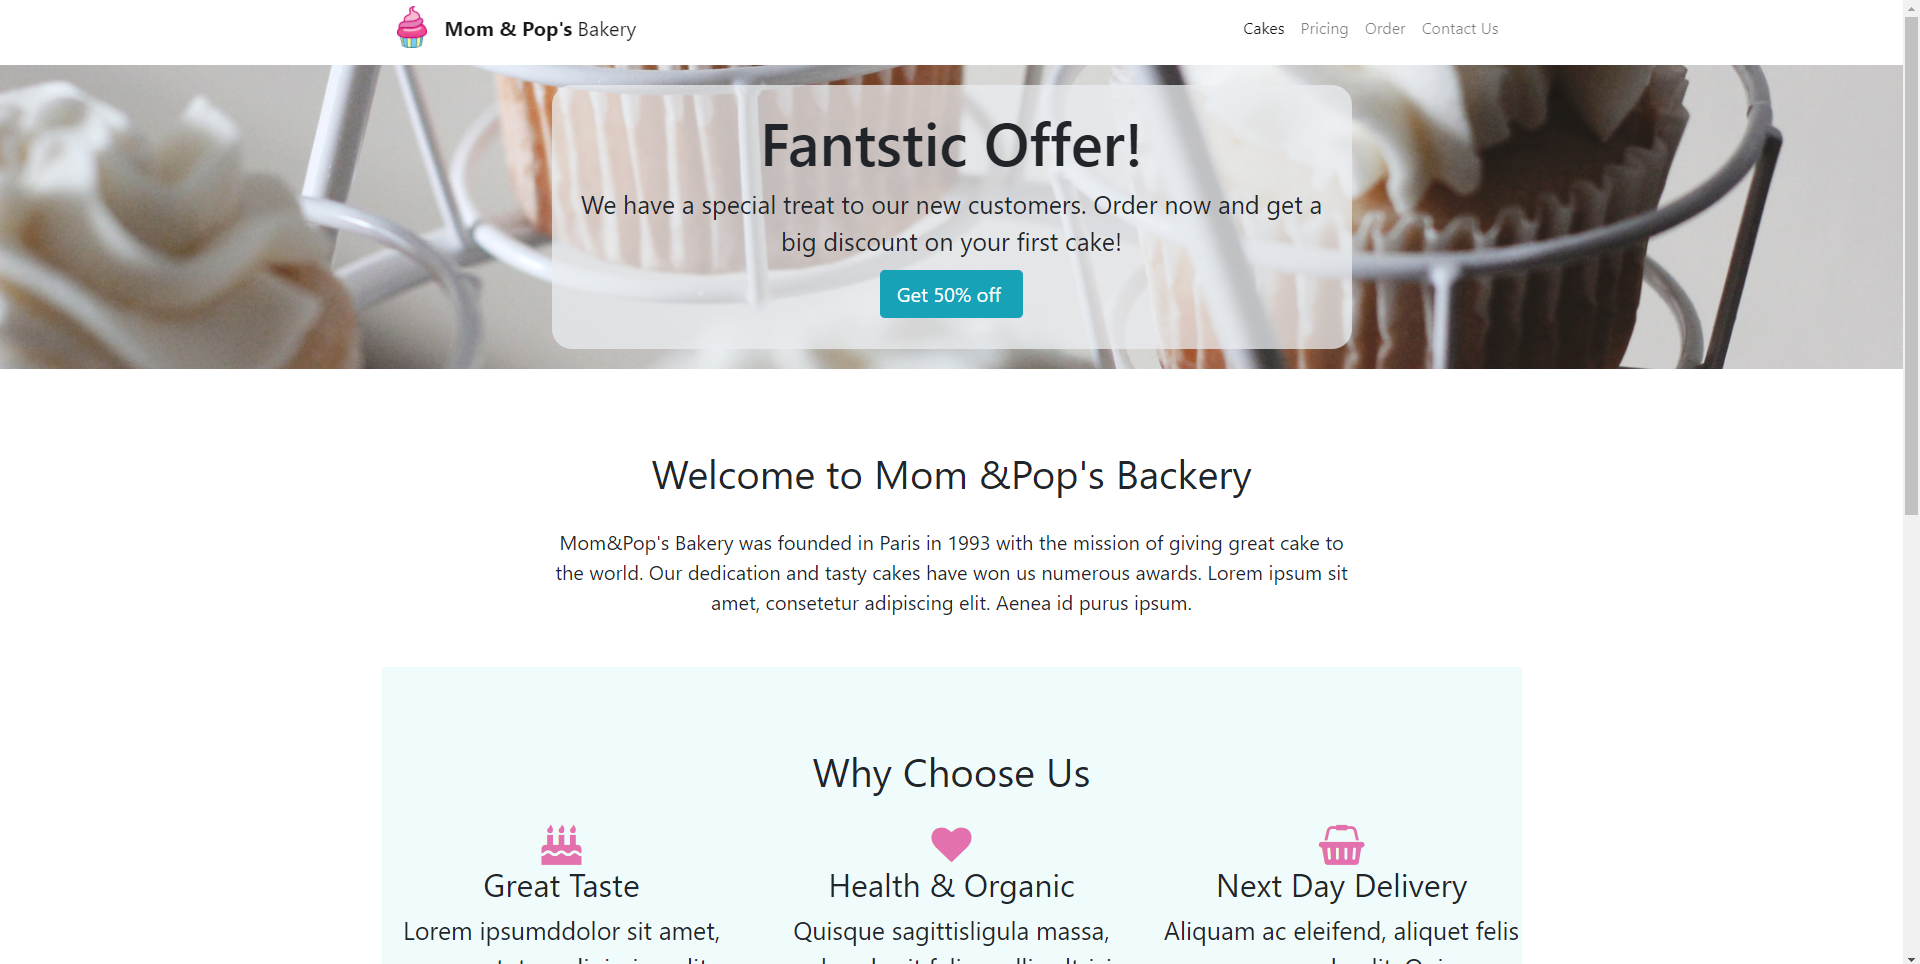 Mom & Pop's Bakery
Cakes Pricing Order Contact Us
Fantstic Offer!
We have a special treat to our new customers. Order now and get a
big discount on your first cake!
Get 50% off
Welcome to Mom &Pop's Backery
Mom&Pop's Bakery was founded in Paris in 1993 with the mission of giving great cake to
the world. Our dedication and tasty cakes have won us numerous awards. Lorem ipsum sit
amet, consetetur adipiscing elit. Aenea id purus ipsum.
Why Choose Us
Great Taste
Lorem ipsumddolor sit amet,
Health & Organic
Quisque sagittisligula massa,
Next Day Delivery
Aliquam ac eleifend, aliquet felis